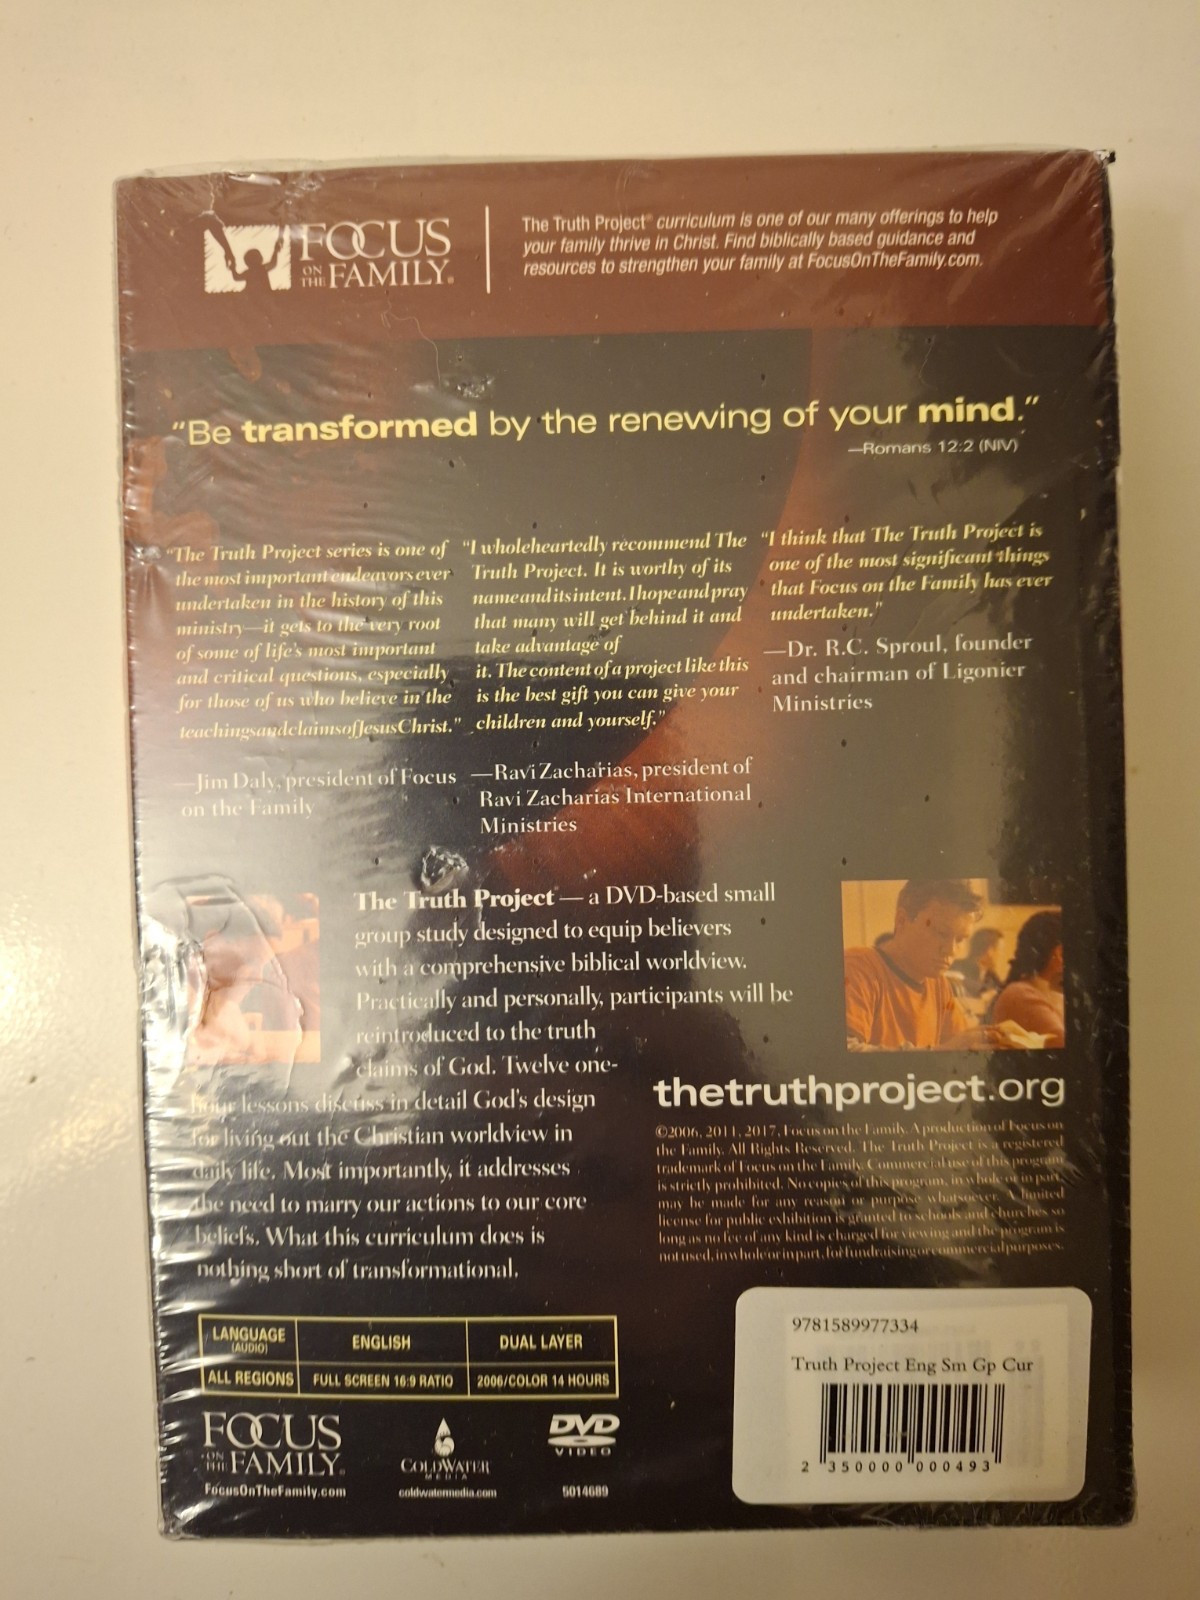 FOCUS
ON THE FAMILY®
The Truth Project® curriculum is one of our many offerings to help
your family thrive in Christ. Find biblically based guidance and
resources to strengthen your family at FocusOnTheFamily.com.
“Be transformed by the renewing of your mind.”
—Romans 12:2 (NIV)
“The Truth Project series is one of
the most important endeavors ever
undertaken in the history of this
ministry—it gets to the very root
of some of life’s most important
and critical questions, especially
for those of us who believe in the
teachings and claims of Jesus Christ.”
—Jim Daly, president of Focus
on the Family
“I wholeheartedly recommend The
Truth Project. It is worthy of its
name and its intent. I hope and pray
that many will get behind it and
take advantage of
it. The content of a project like this
is the best gift you can give your
children and yourself.”
—Ravi Zacharias, president of
Ravi Zacharias International
Ministries
“I think that The Truth Project is
one of the most significant things
that Focus on the Family has ever
undertaken.”
—Dr. R.C. Sproul, founder
and chairman of Ligonier
Ministries
The Truth Project — a DVD-based small
group study designed to equip believers
with a comprehensive biblical worldview.
Practically and personally, participants will be
reintroduced to the truth
claims of God. Twelve one-
hour lessons discuss in detail God’s design
for living out the Christian worldview in
daily life. Most importantly, it addresses
the need to marry our actions to our core
beliefs. What this curriculum does is
nothing short of transformational.
thetruthproject.org
©2006, 2011, 2017, Focus on the Family. A production of Focus on
the Family. All Rights Reserved. The Truth Project is a registered
trademark of Focus on the Family. Commercial use of this program
is strictly prohibited. No copies of this program, in whole or in part,
may be made for any reason or purpose whatsoever. A limited
license for public exhibition is granted to schools and churches so
long as no fee of any kind is charged for viewing and the program is
not used, in whole or in part, for fundraising or commercial purposes.
LANGUAGE (AUDIO) ENGLISH DUAL LAYER
ALL REGIONS FULL SCREEN 16:9 RATIO 2006/COLOR 14 HOURS
FOCUS
ON THE FAMILY®
FocusOnTheFamily.com
COLDWATER
MEDIA
coldwatermedia.com
DVD
VIDEO
5014689
9781589977334
Truth Project Eng Sm Gp Cur
2 350000 000493